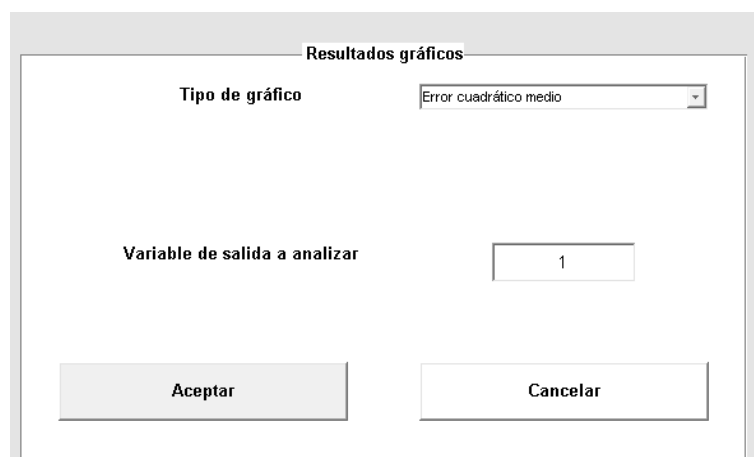 Resultados gráficos
Tipo de gráfico
Error cuadrático medio
Variable de salida a analizar
1
Aceptar
Cancelar